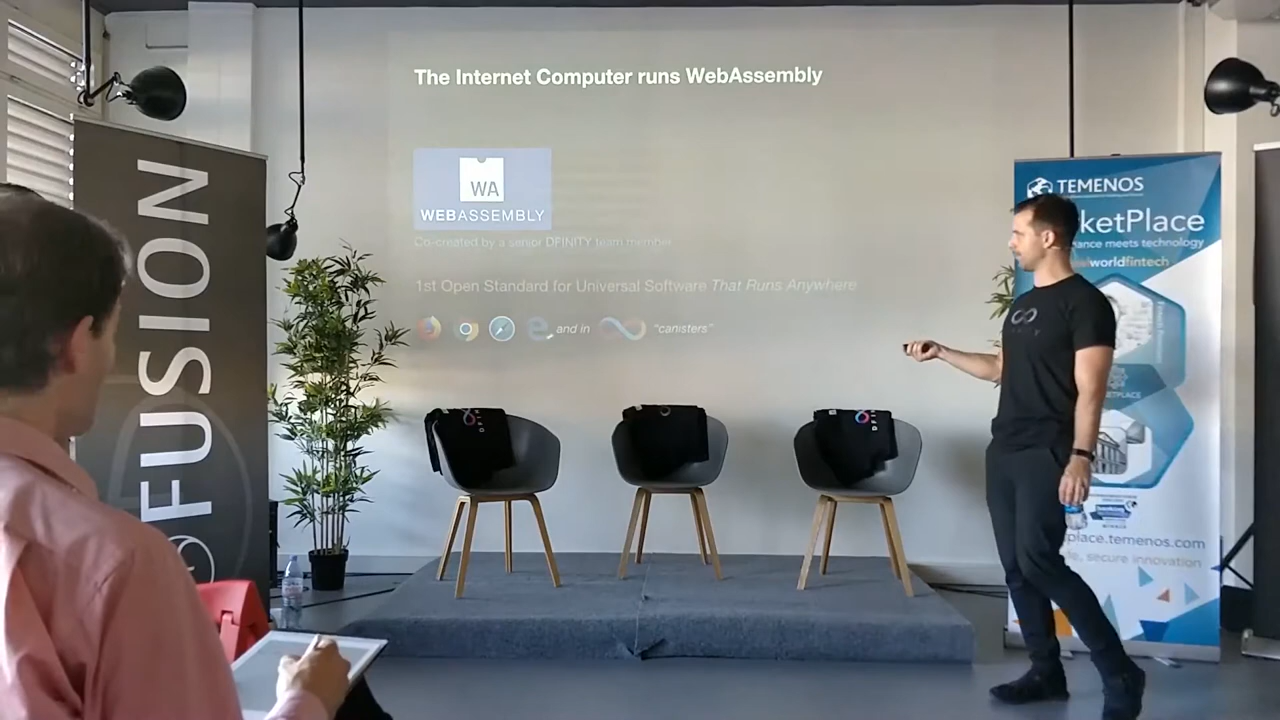 The Internet Computer runs WebAssembly
WA
WEBASSEMBLY
Co-created by a senior DFINITY team member
1st Open Standard for Universal Software That Runs Anywhere
and in "canisters"
FUSION
TEMENOS
ketPlace
ance meets technology
worldfintech
place.temenos.com
secure innovation